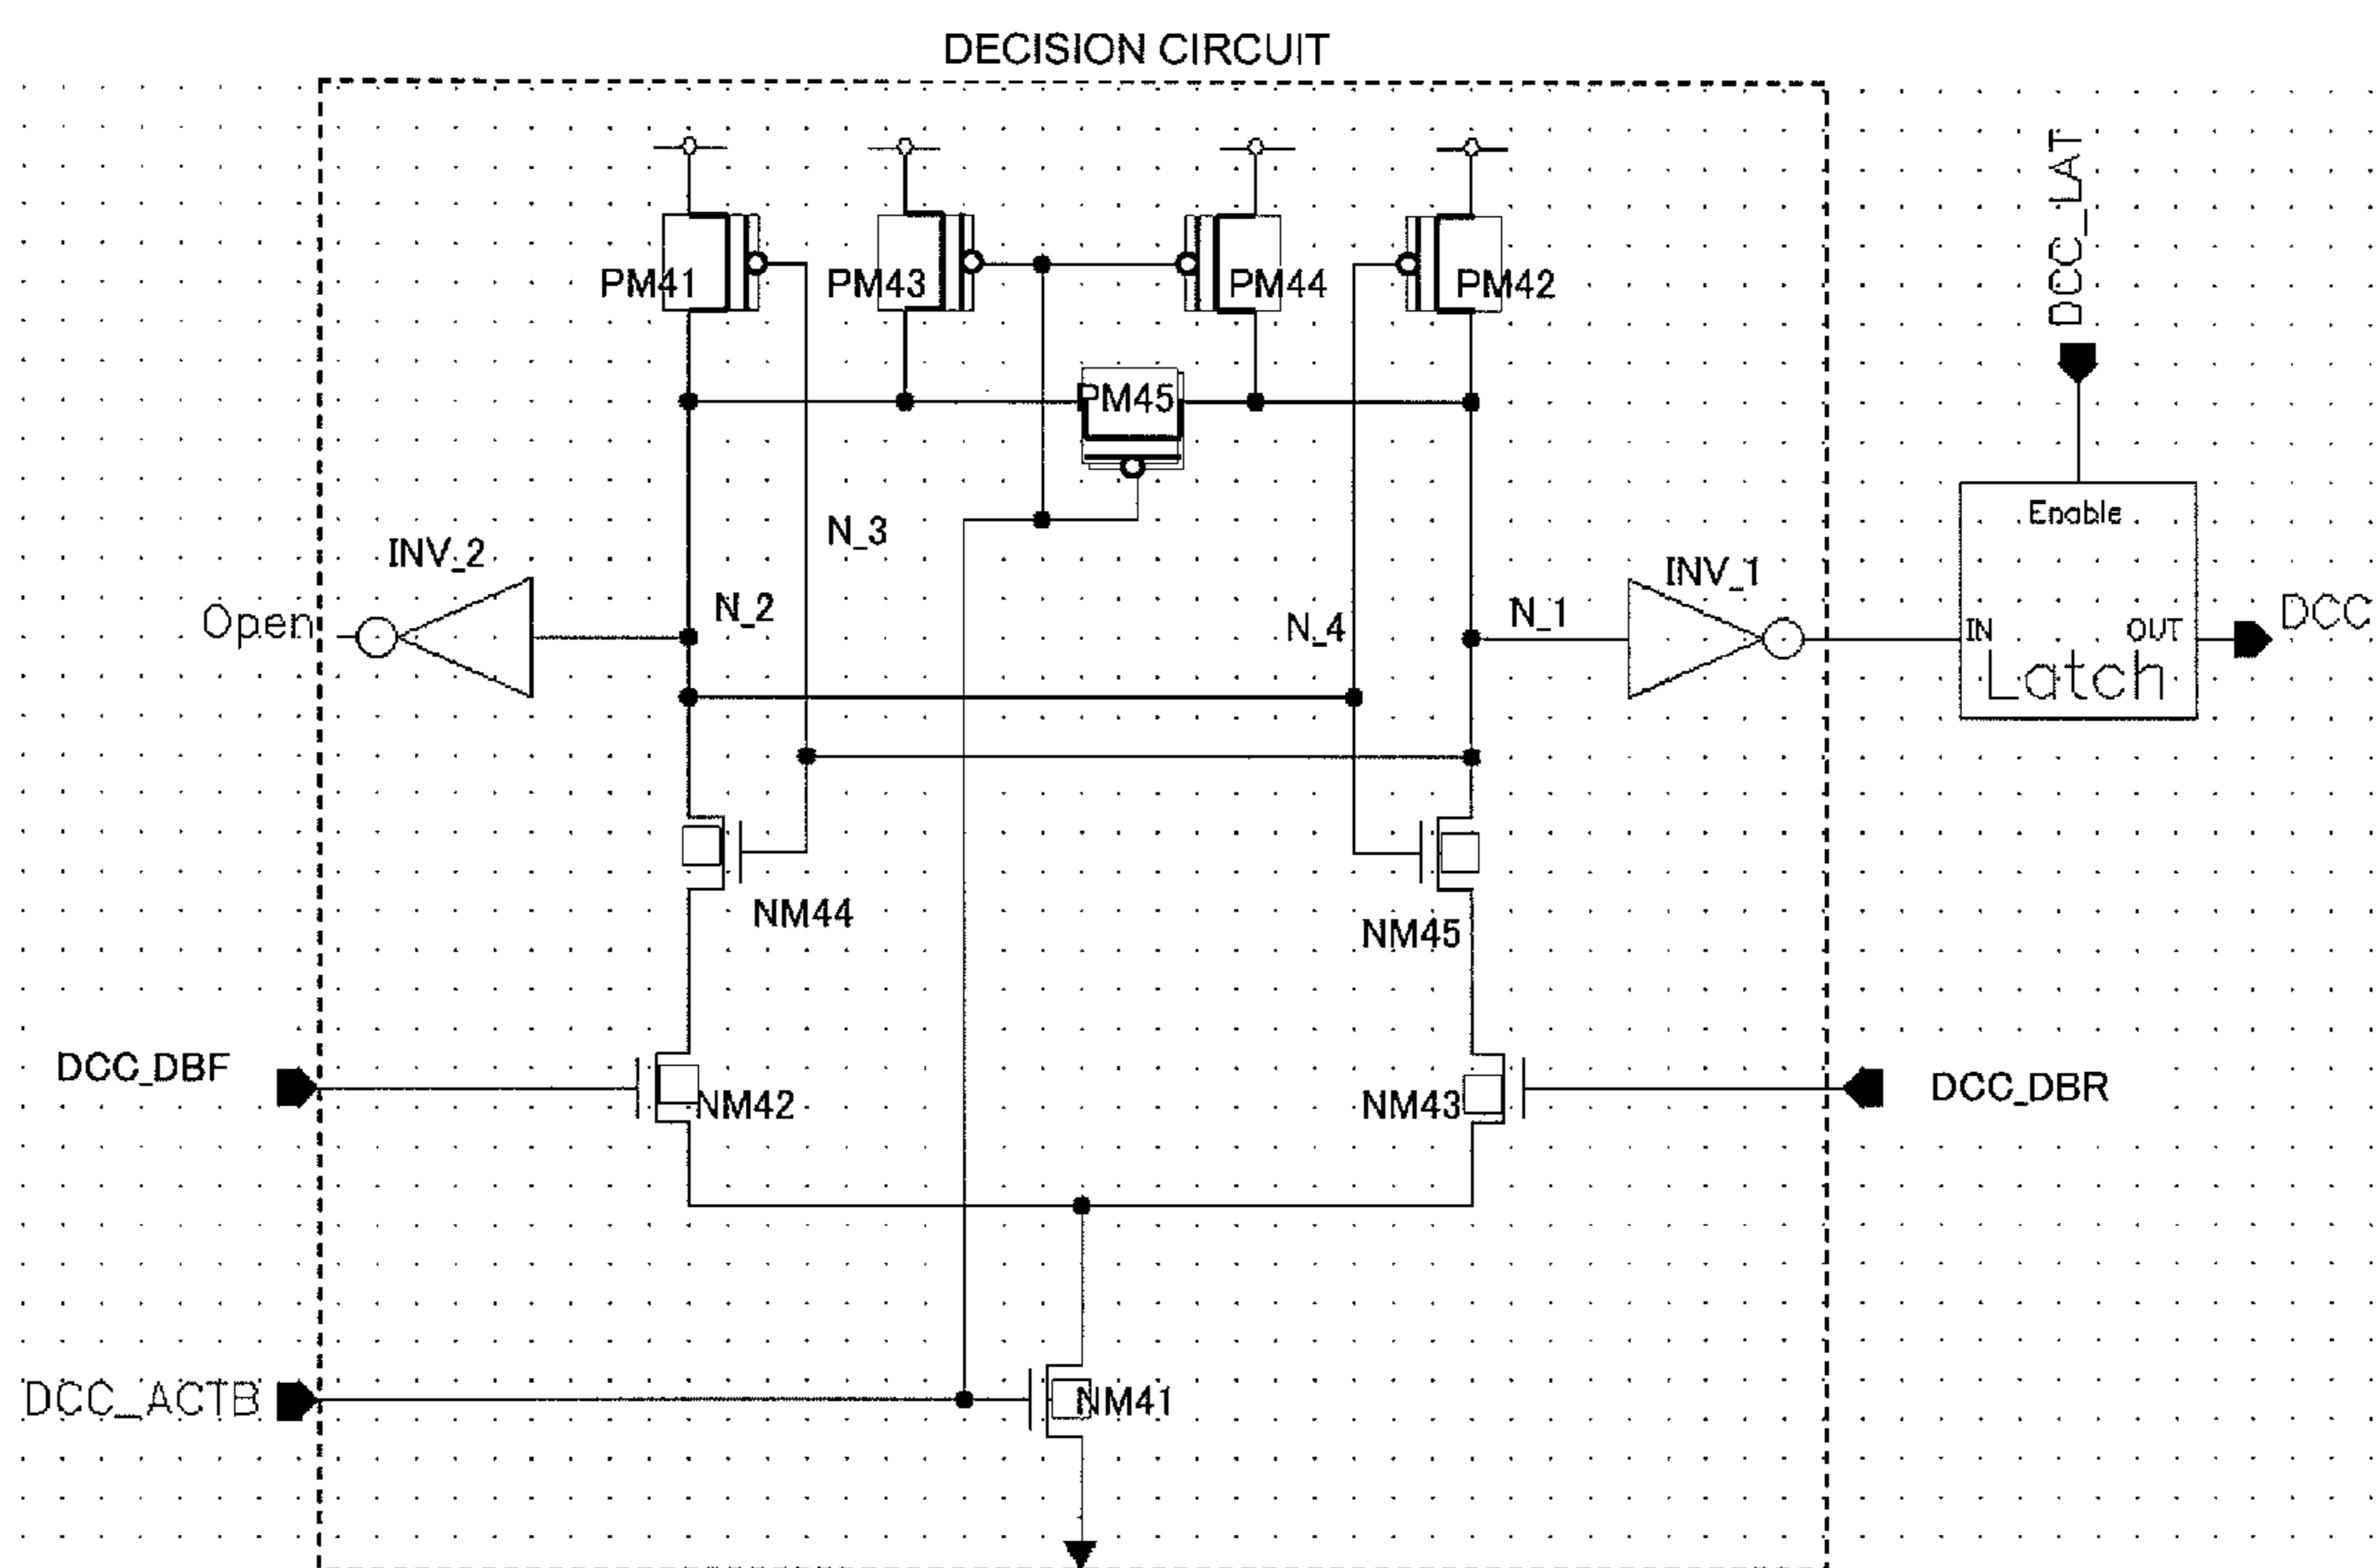 DECISION CIRCUIT
DCC_LAT
PM41
PM43
PM44
PM42
PM45
Enable
N_3
INV_2
INV_1
Open
N_2
N_4
N_1
IN
OUT
DCC
Latch
NM44
NM45
DCC_DBF
NM42
NM43
DCC_DBR
DCC_ACTB
NM41